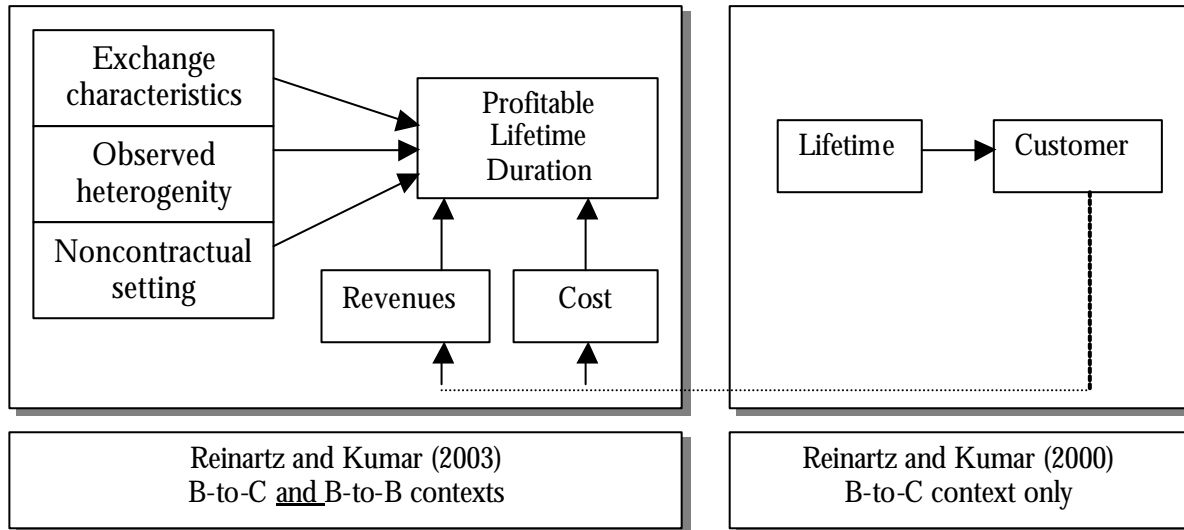 Exchange
characteristics
Observed
heterogenity
Noncontractual
setting
Profitable
Lifetime
Duration
Revenues
Cost
Lifetime
Customer
Reinartz and Kumar (2003)
B-to-C and B-to-B contexts
Reinartz and Kumar (2000)
B-to-C context only